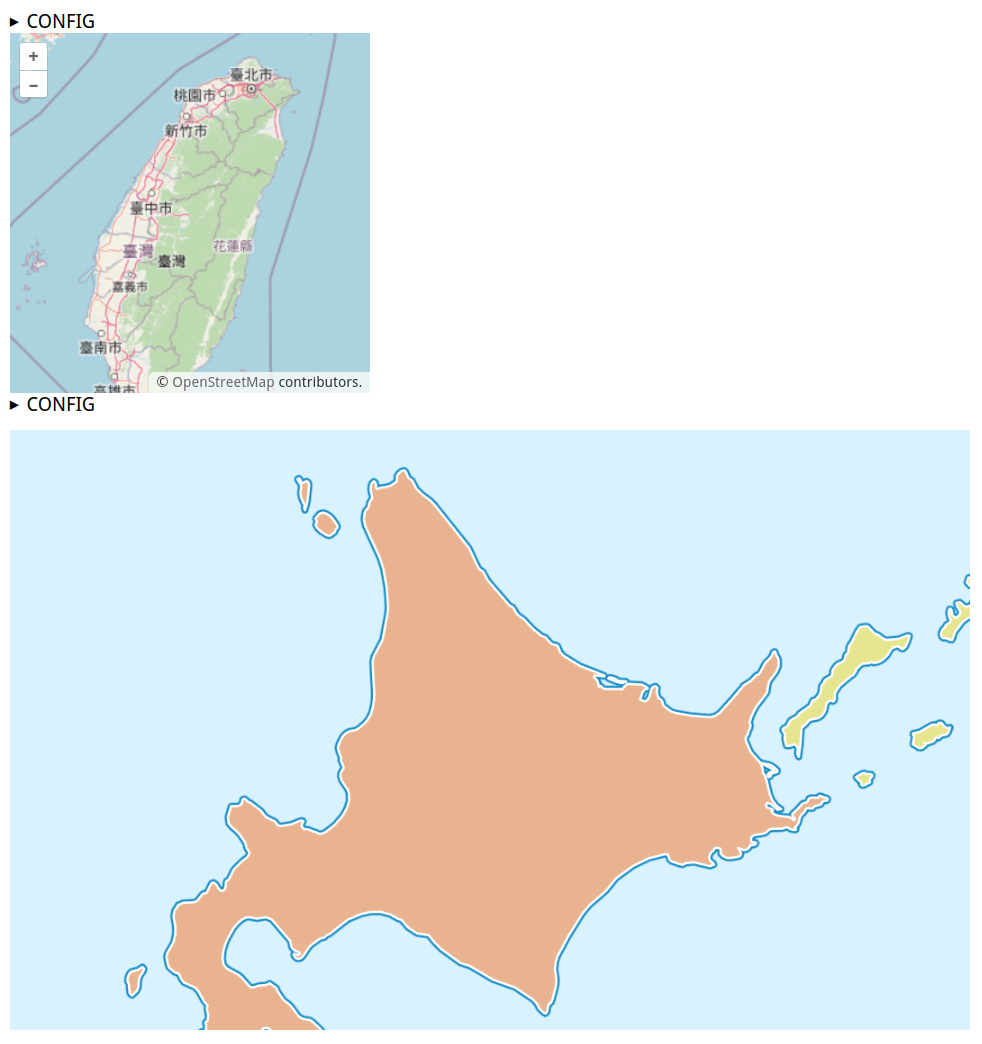 ▸ CONFIG
+
−
臺北市
桃園市
新竹市
臺中市
臺灣
臺灣
花蓮縣
嘉義市
臺南市
高雄市
© OpenStreetMap contributors.
▸ CONFIG